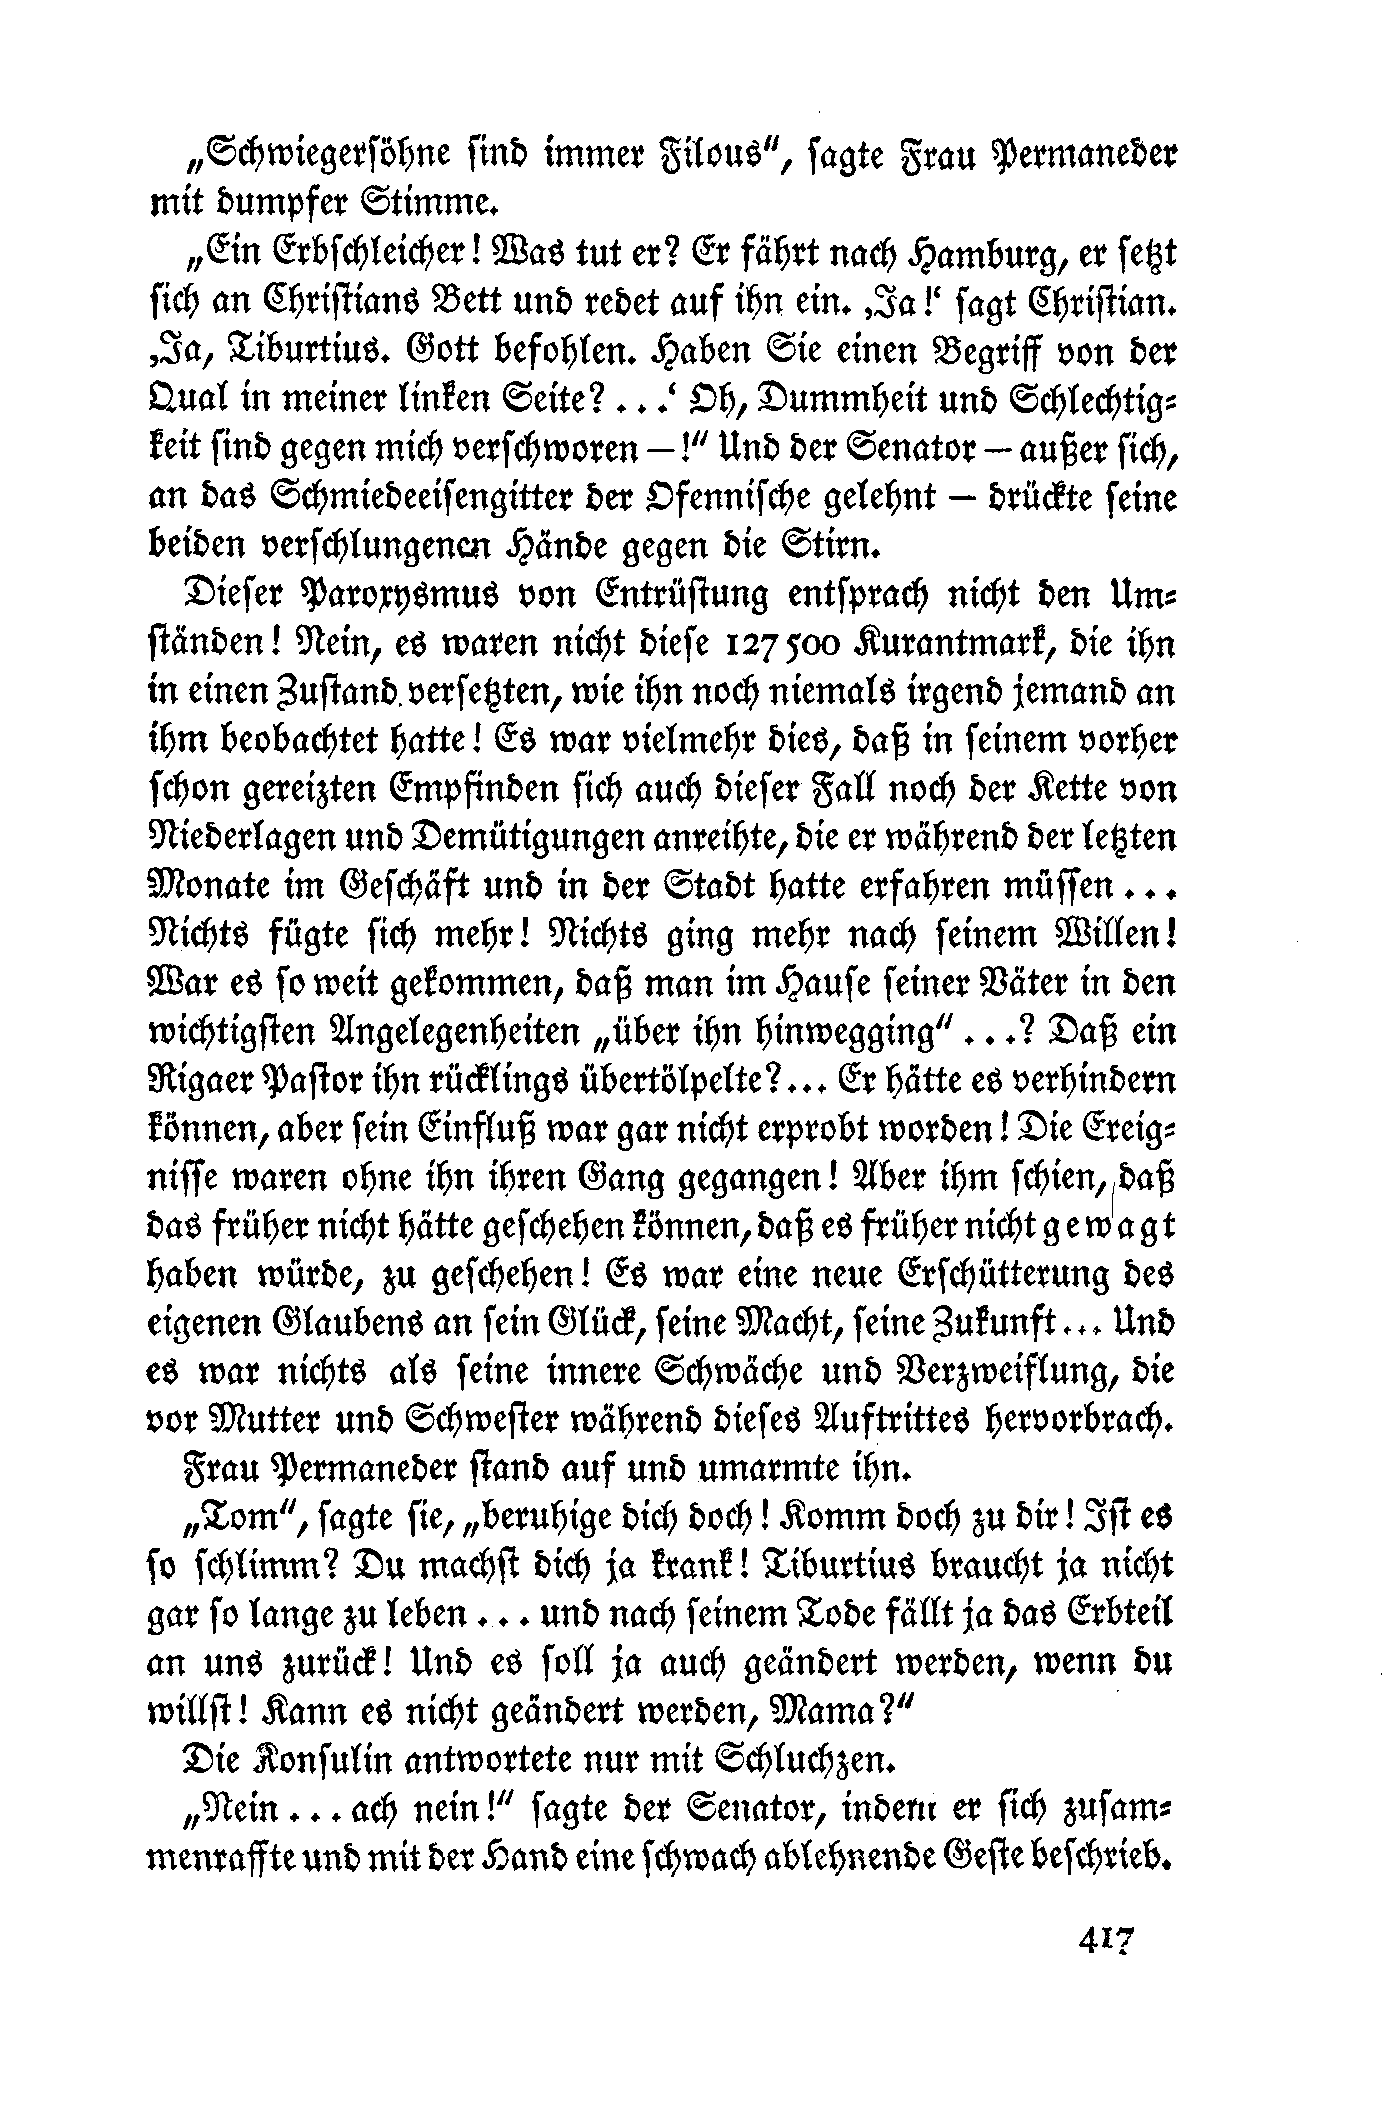 „Schwiegersöhne sind immer Filous“, sagte Frau Permaneder
mit dumpfer Stimme.
„Ein Erbschleicher! Was tut er? Er fährt nach Hamburg, er setzt
sich an Christians Bett und redet auf ihn ein. ‚Ja!‘ sagt Christian.
‚Ja, Tiburtius. Gott befohlen. Haben Sie einen Begriff von der
Qual in meiner linken Seite? . . .‘ Oh, Dummheit und Schlechtig-
keit sind gegen mich verschworen —!“ Und der Senator — außer sich,
an das Schmiedeeisengitter der Ofennische gelehnt — drückte seine
beiden verschlungenen Hände gegen die Stirn.
Dieser Paroxysmus von Entrüstung entsprach nicht den Um-
ständen! Nein, es waren nicht diese 127 500 Kurantmark, die ihn
in einen Zustand versetzten, wie ihn noch niemals irgend jemand an
ihm beobachtet hatte! Es war vielmehr dies, daß in seinem vorher
schon gereizten Empfinden sich auch dieser Fall noch der Kette von
Niederlagen und Demütigungen anreihte, die er während der letzten
Monate im Geschäft und in der Stadt hatte erfahren müssen . . .
Nichts fügte sich mehr! Nichts ging mehr nach seinem Willen!
War es so weit gekommen, daß man im Hause seiner Väter in den
wichtigsten Angelegenheiten „über ihn hinwegging“ . . .? Daß ein
Rigaer Pastor ihn rücklings übertölpelte? . . . Er hätte es verhindern
können, aber sein Einfluß war gar nicht erprobt worden! Die Ereig-
nisse waren ohne ihn ihren Gang gegangen! Aber ihm schien, daß
das früher nicht hätte geschehen können, daß es früher nicht gewagt
haben würde, zu geschehen! Es war eine neue Erschütterung des
eigenen Glaubens an sein Glück, seine Macht, seine Zukunft . . . Und
es war nichts als seine innere Schwäche und Verzweiflung, die
vor Mutter und Schwester während dieses Auftrittes hervorbrach.
Frau Permaneder stand auf und umarmte ihn.
„Tom“, sagte sie, „beruhige dich doch! Komm doch zu dir! Ist es
so schlimm? Du machst dich ja krank! Tiburtius braucht ja nicht
gar so lange zu leben . . . und nach seinem Tode fällt ja das Erbteil
an uns zurück! Und es soll ja auch geändert werden, wenn du
willst! Kann es nicht geändert werden, Mama?“
Die Konsulin antwortete nur mit Schluchzen.
„Nein . . . ach nein!“ sagte der Senator, indem er sich zusam-
menraffte und mit der Hand eine schwach ablehnende Geste beschrieb.
417